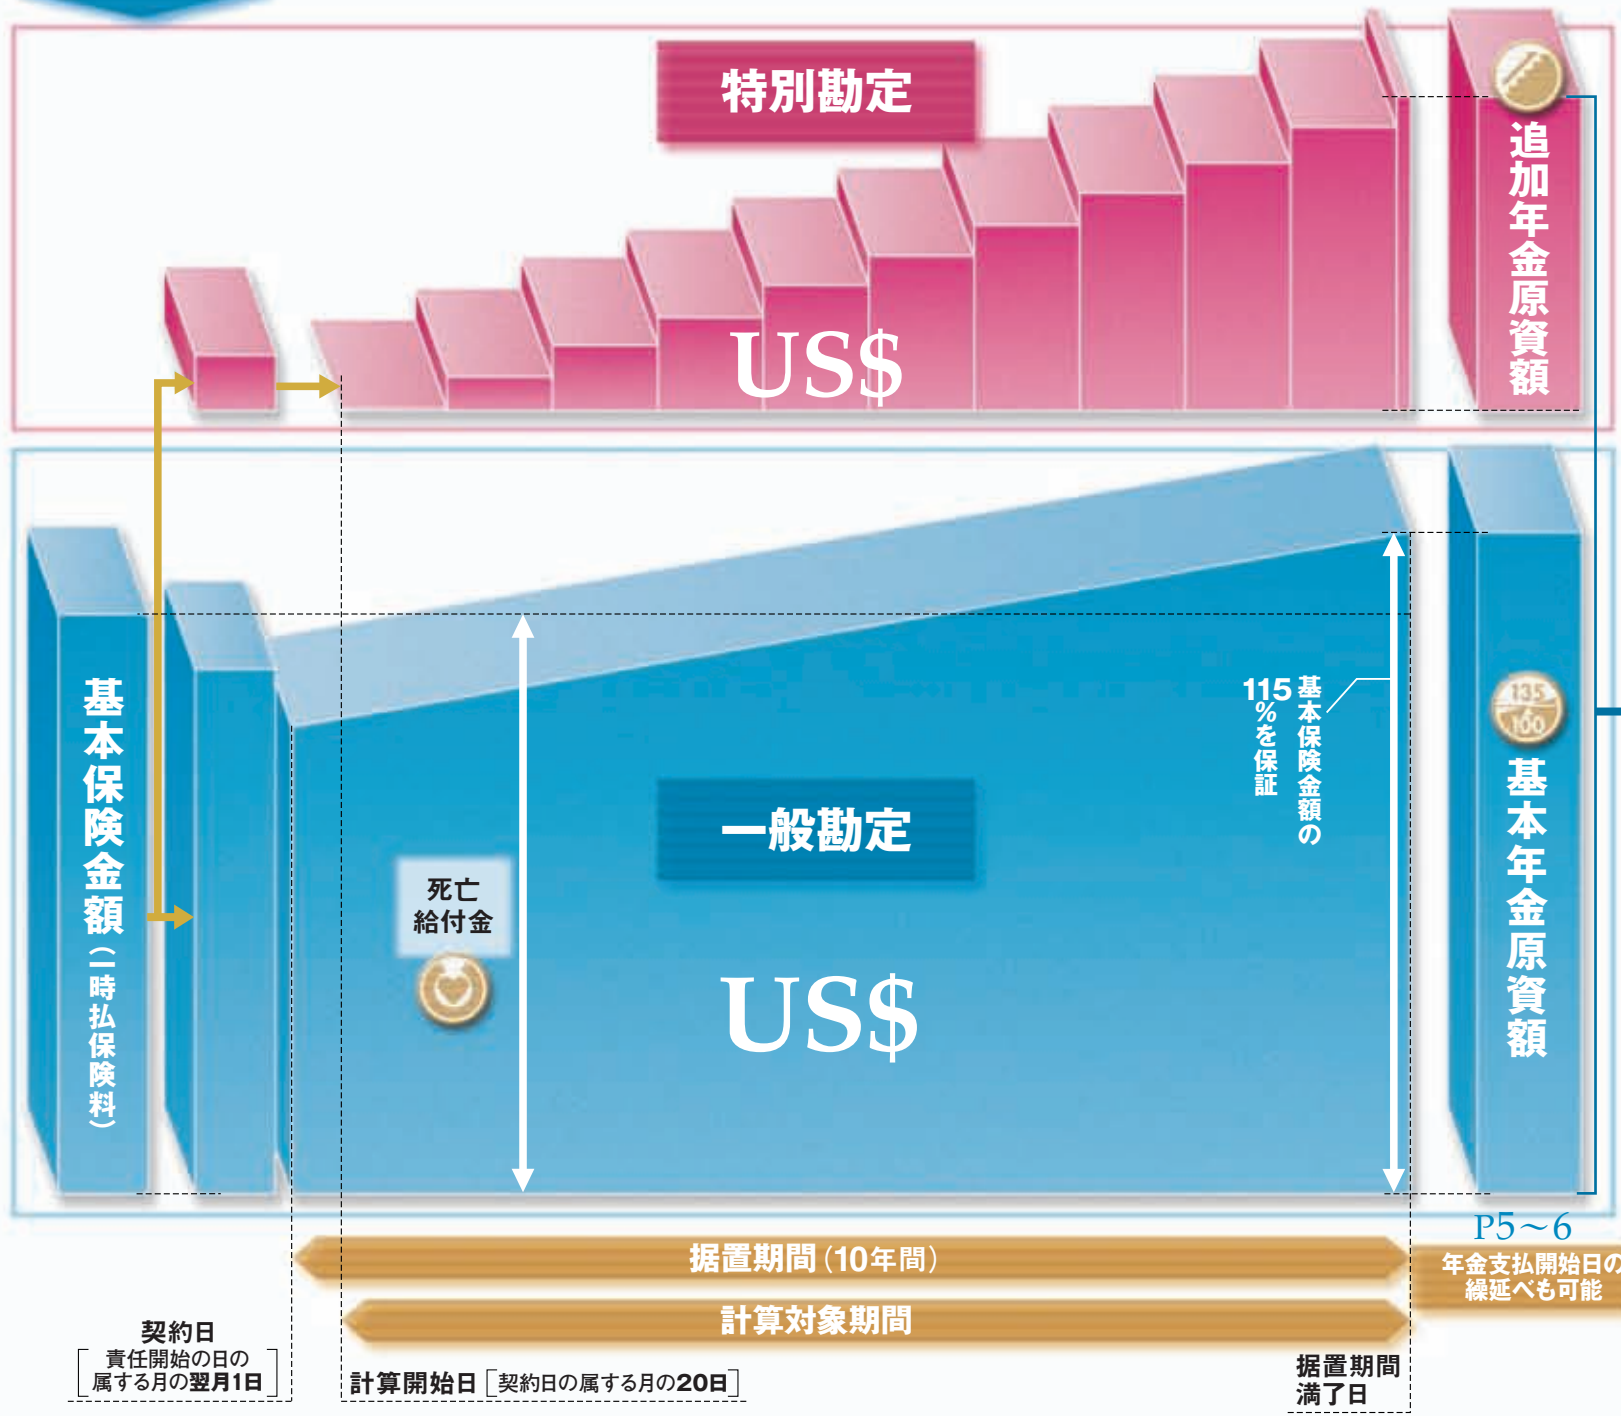 特別勘定
US$
追加年金原資額
基本保険金額（一時払保険料）
一般勘定
死亡
給付金
US$
基本保険金額の
115%を保証
135
100
基本年金原資額
P5～6
据置期間（10年間）
年金支払開始日の
繰延べも可能
計算対象期間
契約日
責任開始の日の
属する月の翌月1日
計算開始日［契約日の属する月の20日］
据置期間
満了日